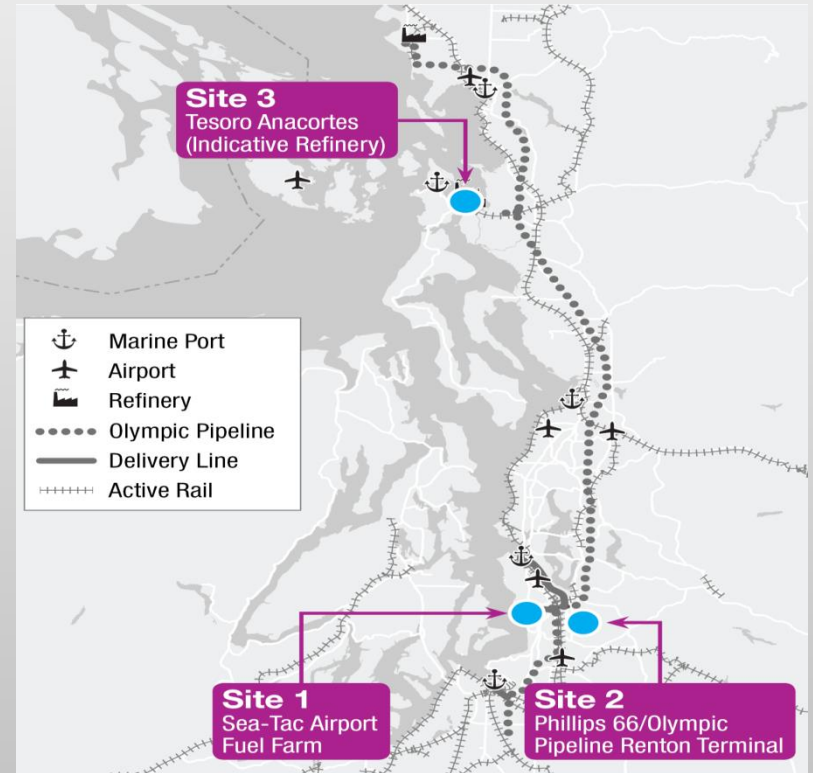 Site 3
Tesoro Anacortes
(Indicative Refinery)
Marine Port
Airport
Refinery
Olympic Pipeline
Delivery Line
Active Rail
Site 1
Sea-Tac Airport
Fuel Farm
Site 2
Phillips 66/Olympic
Pipeline Renton Terminal